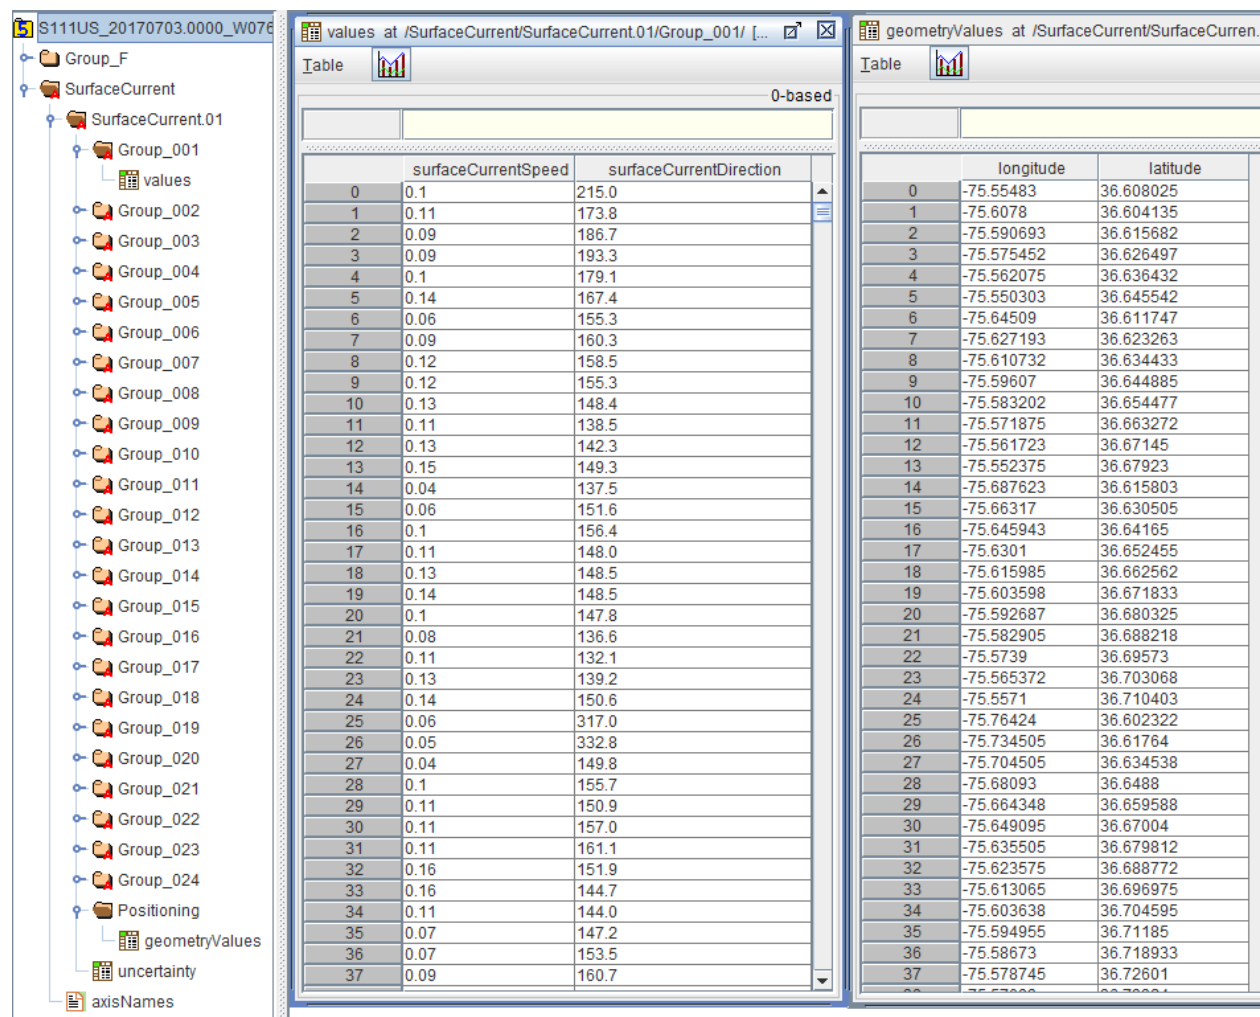 S111US_20170703.0000_W076
Group_F
SurfaceCurrent
SurfaceCurrent.01
Group_001
values
Group_002
Group_003
Group_004
Group_005
Group_006
Group_007
Group_008
Group_009
Group_010
Group_011
Group_012
Group_013
Group_014
Group_015
Group_016
Group_017
Group_018
Group_019
Group_020
Group_021
Group_022
Group_023
Group_024
Positioning
geometryValues
uncertainty
axisNames
values at /SurfaceCurrent/SurfaceCurrent.01/Group_001/ [...
Table
0-based
surfaceCurrentSpeed surfaceCurrentDirection
0 0.1 215.0
1 0.11 173.8
2 0.09 186.7
3 0.09 193.3
4 0.1 179.1
5 0.14 167.4
6 0.06 155.3
7 0.09 160.3
8 0.12 158.5
9 0.12 155.3
10 0.13 148.4
11 0.11 138.5
12 0.13 142.3
13 0.15 149.3
14 0.04 137.5
15 0.06 151.6
16 0.1 156.4
17 0.11 148.0
18 0.13 148.5
19 0.14 148.5
20 0.1 147.8
21 0.08 136.6
22 0.11 132.1
23 0.13 139.2
24 0.14 150.6
25 0.06 317.0
26 0.05 332.8
27 0.04 149.8
28 0.1 155.7
29 0.11 150.9
30 0.11 157.0
31 0.11 161.1
32 0.16 151.9
33 0.16 144.7
34 0.11 144.0
35 0.07 147.2
36 0.07 153.5
37 0.09 160.7
geometryValues at /SurfaceCurrent/SurfaceCurren.
Table
longitude latitude
0 -75.55483 36.608025
1 -75.6078 36.604135
2 -75.590693 36.615682
3 -75.575452 36.626497
4 -75.562075 36.636432
5 -75.550303 36.645542
6 -75.64509 36.611747
7 -75.627193 36.623263
8 -75.610732 36.634433
9 -75.59607 36.644885
10 -75.583202 36.654477
11 -75.571875 36.663272
12 -75.561723 36.67145
13 -75.552375 36.67923
14 -75.687623 36.615803
15 -75.66317 36.630505
16 -75.645943 36.64165
17 -75.6301 36.652455
18 -75.615985 36.662562
19 -75.603598 36.671833
20 -75.592687 36.680325
21 -75.582905 36.688218
22 -75.5739 36.69573
23 -75.565372 36.703068
24 -75.5571 36.710403
25 -75.76424 36.602322
26 -75.734505 36.61764
27 -75.704505 36.634538
28 -75.68093 36.6488
29 -75.664348 36.659588
30 -75.649095 36.67004
31 -75.635505 36.679812
32 -75.623575 36.688772
33 -75.613065 36.696975
34 -75.603638 36.704595
35 -75.594955 36.71185
36 -75.58673 36.718933
37 -75.578745 36.72601